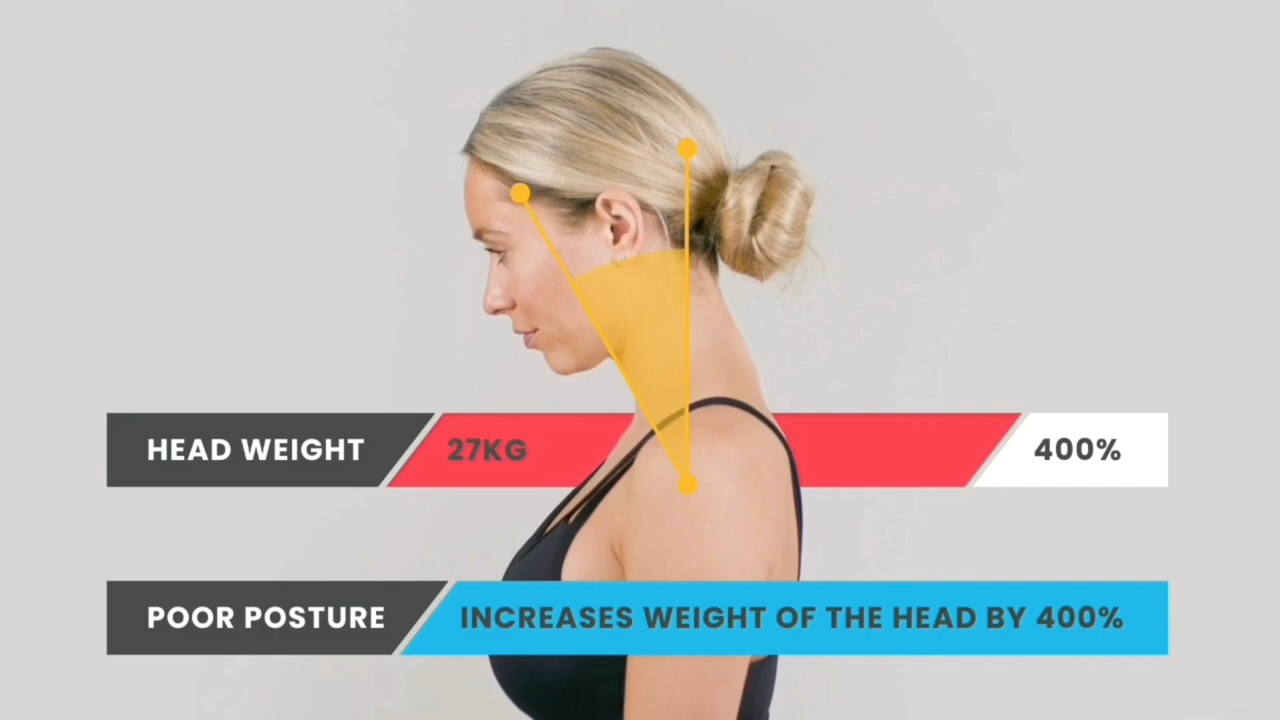 HEAD WEIGHT 27KG 400%
POOR POSTURE INCREASES WEIGHT OF THE HEAD BY 400%